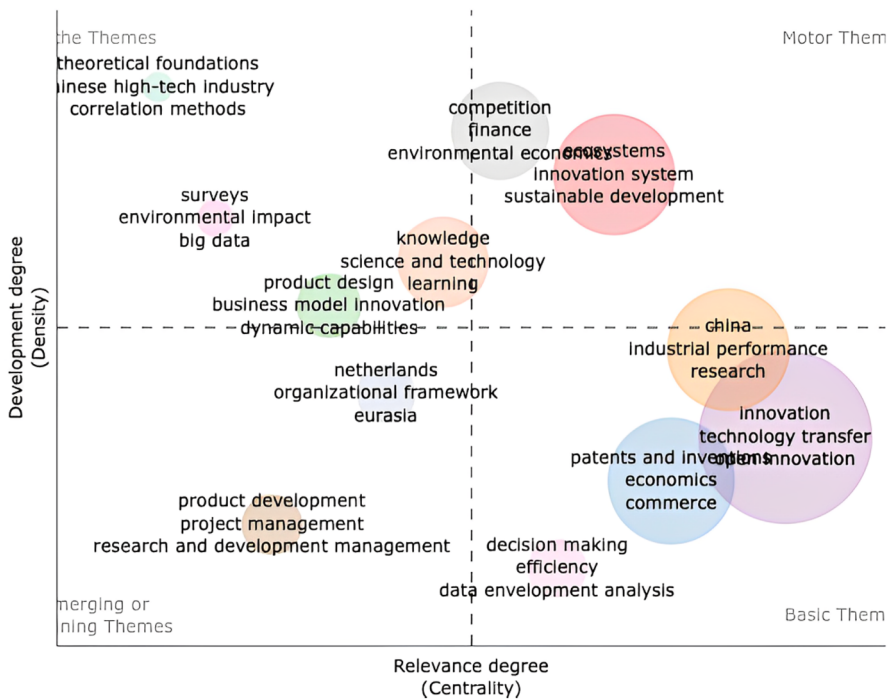 che Themes
Motor Them
theoretical foundations
hinese high-tech industry
correlation methods
competition
finance
environmental economics
ecosystems
innovation system
sustainable development
surveys
environmental impact
big data
knowledge
science and technology
learning
product design
business model innovation
dynamic capabilities
china
industrial performance
research
netherlands
organizational framework
eurasia
innovation
technology transfer
open innovation
patents and inventions
economics
commerce
product development
project management
research and development management
decision making
efficiency
data envelopment analysis
merging or
ning Themes
Basic Them
Development degree
(Density)
Relevance degree
(Centrality)